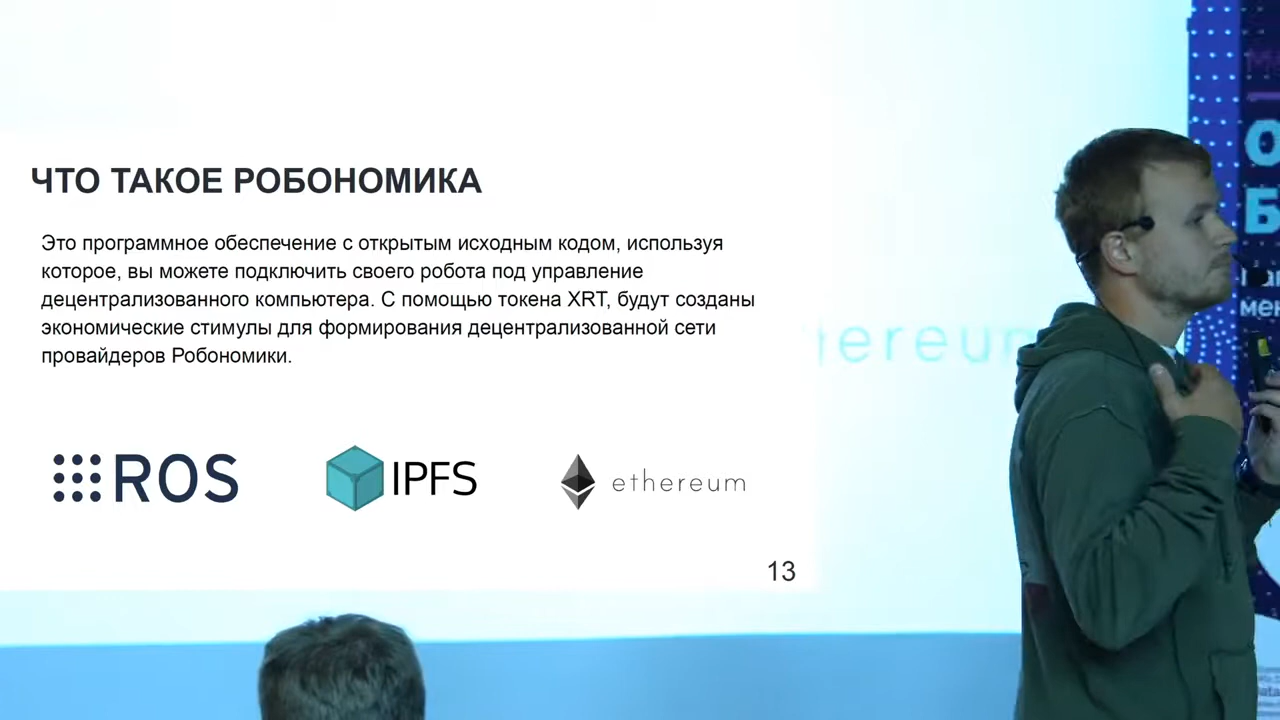 ЧТО ТАКОЕ РОБОНОМИКА
Это программное обеспечение с открытым исходным кодом, используя
которое, вы можете подключить своего робота под управление
децентрализованного компьютера. С помощью токена XRT, будут созданы
экономические стимулы для формирования децентрализованной сети
провайдеров Робономики.
ROS
IPFS
ethereum
13